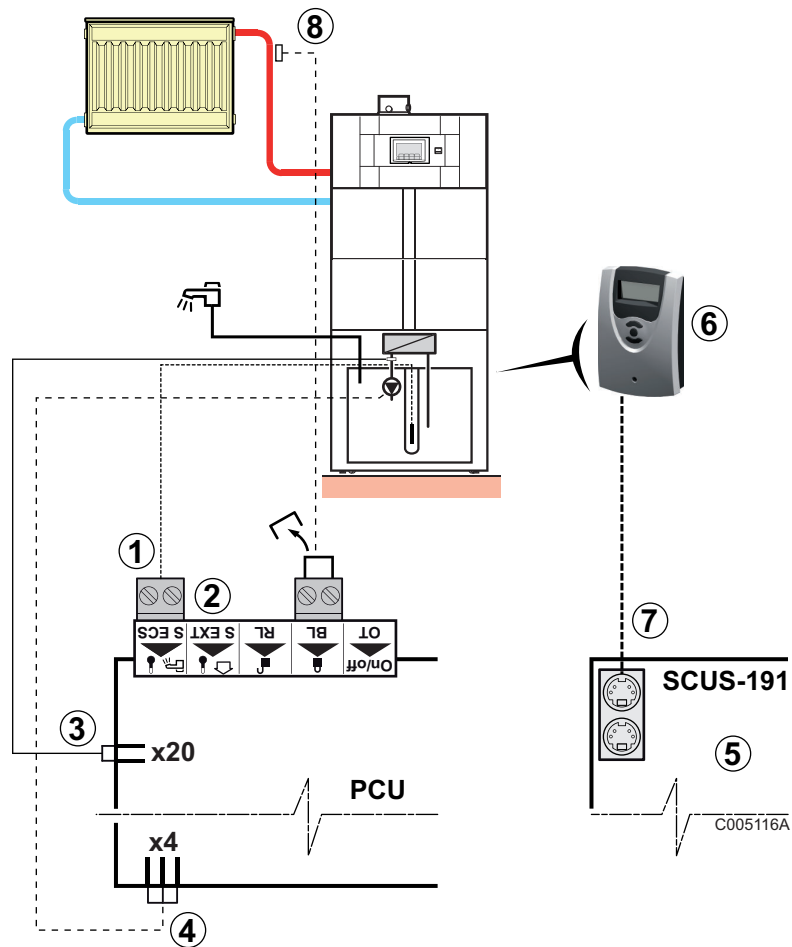 8
6
1
2
S ECS
S EXT
RL
BL
OT
On/off
7
SCUS-191
3
x20
5
PCU
C005116A
x4
4